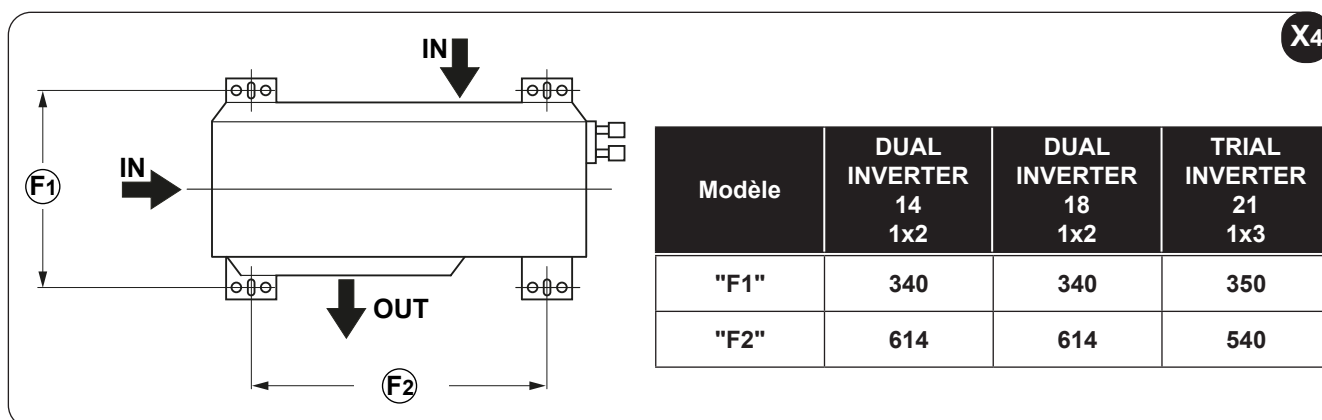 X4
IN
IN
F1
OUT
F2
Modèle DUAL INVERTER 14 1x2 DUAL INVERTER 18 1x2 TRIAL INVERTER 21 1x3
"F1" 340 340 350
"F2" 614 614 540